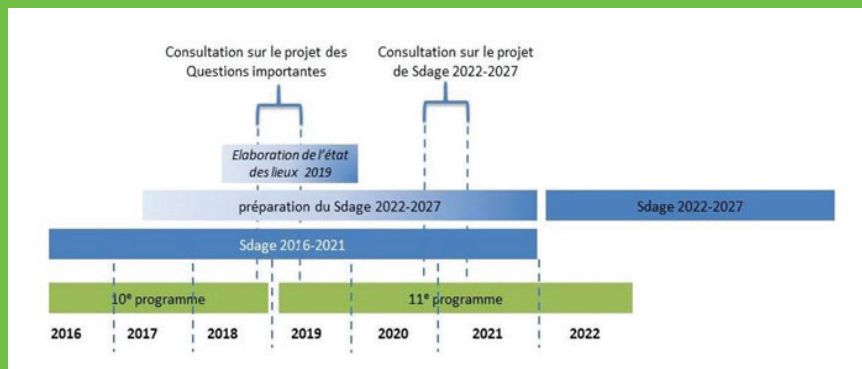 Consultation sur le projet des
Questions importantes
Consultation sur le projet
de Sdage 2022-2027
Elaboration de l'état
des lieux 2019
préparation du Sdage 2022-2027
Sdage 2022-2027
Sdage 2016-2021
10e programme
11e programme
2016 2017 2018 2019 2020 2021 2022